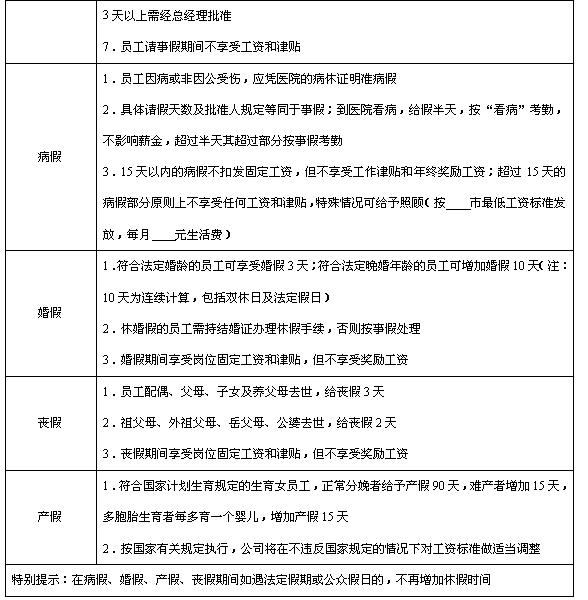 3天以上需经总经理批准
7．员工请事假期间不享受工资和津贴
病假
1．员工因病或非因公受伤，应凭医院的病休证明准病假
2．具体请假天数及批准人规定等同于事假；到医院看病，给假半天，按“看病”考勤，
不影响薪金，超过半天其超过部分按事假考勤
3．15天以内的病假不扣发固定工资，但不享受工作津贴和年终奖励工资；超过 15天的
病假部分原则上不享受任何工资和津贴，特殊情况可给予照顾（按____市最低工资标准发
放，每月____元生活费）
婚假
1.符合法定婚龄的员工可享受婚假3天；符合法定晚婚年龄的员工可增加婚假10天（注：
10天为连续计算，包括双休日及法定假日）
2．休婚假的员工需持结婚证办理休假手续，否则按事假处理
3．婚假期间享受岗位固定工资和津贴，但不享受奖励工资
丧假
1．员工配偶、父母、子女及养父母去世，给丧假3天
2．祖父母、外祖父母、岳父母、公婆去世，给丧假2天
3．丧假期间享受岗位固定工资和津贴，但不享受奖励工资
产假
1．符合国家计划生育规定的生育女员工，正常分娩者给予产假90天，难产者增加15天，
多胞胎生育者每多育一个婴儿，增加产假15天
2．按国家有关规定执行，公司将在不违反国家规定的情况下对工资标准做适当调整
特别提示：在病假、婚假、产假、丧假期间如遇法定假期或公众假日的，不再增加休假时间